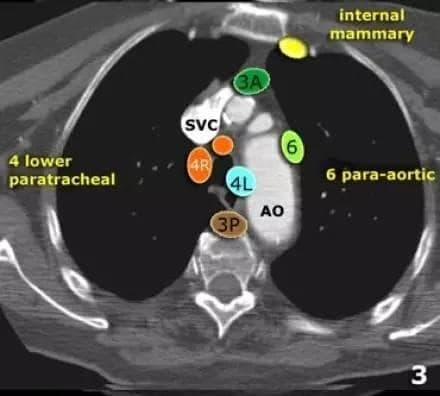 internal
mammary
3A
SVC
6
4 lower
paratracheal
4R
4L
6 para-aortic
AO
3P
3